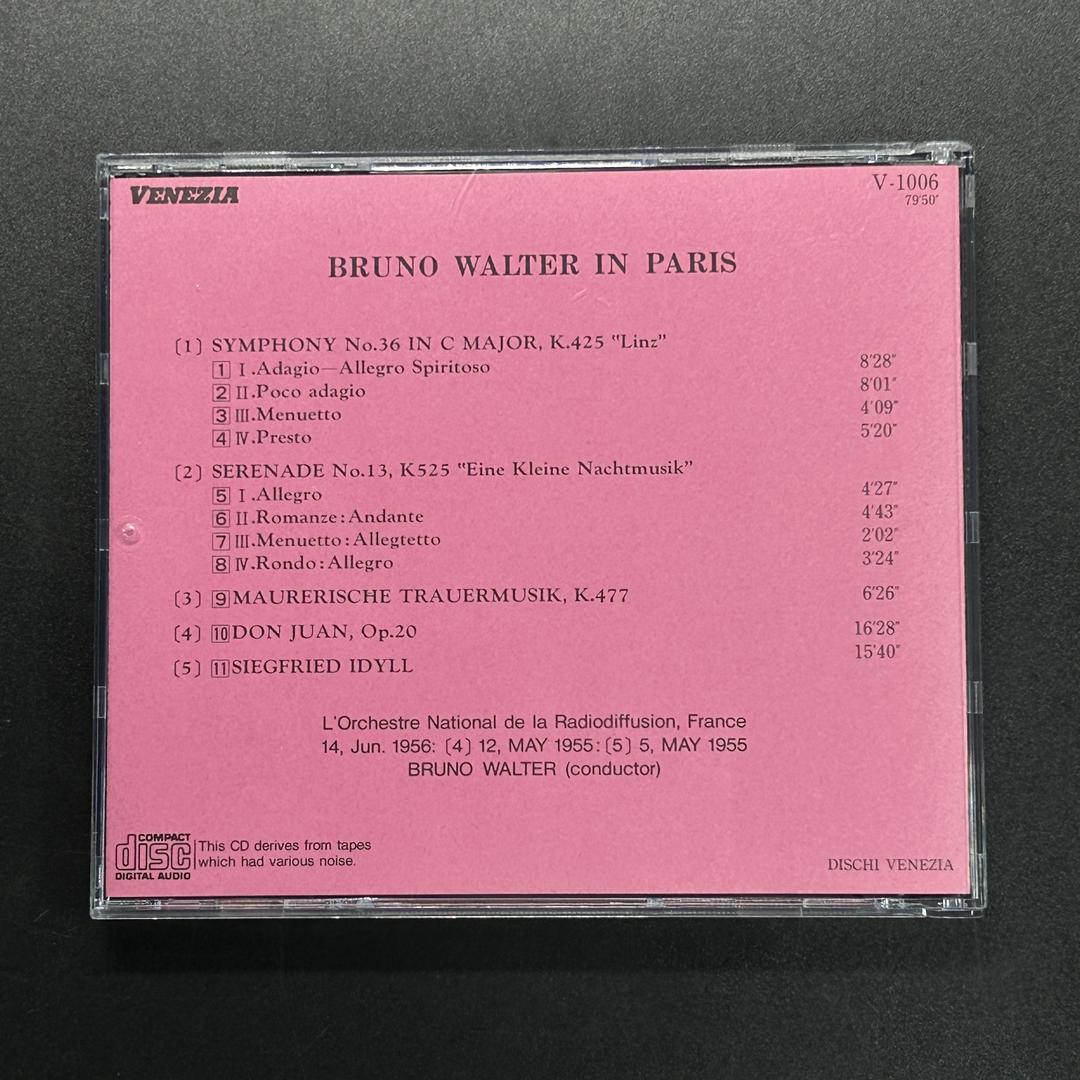 VENEZIA
V-1006
79'50"
BRUNO WALTER IN PARIS
(1) SYMPHONY No.36 IN C MAJOR, K.425 "Linz"
1 I.Adagio—Allegro Spiritoso 8'28"
2 II.Poco adagio 8'01"
3 III.Menuetto 4'09"
4 IV.Presto 5'20"
(2) SERENADE No.13, K525 "Eine Kleine Nachtmusik"
5 I.Allegro 4'27"
6 II.Romanze:Andante 4'43"
7 III.Menuetto:Allegtetto 2'02"
8 IV.Rondo:Allegro 3'24"
(3) 9 MAURERISCHE TRAUERMUSIK, K.477 6'26"
(4) 10 DON JUAN, Op.20 16'28"
(5) 11 SIEGFRIED IDYLL 15'40"
L'Orchestre National de la Radiodiffusion, France
14, Jun. 1956: (4) 12, MAY 1955: (5) 5, MAY 1955
BRUNO WALTER (conductor)
COMPACT
disc
DIGITAL AUDIO
This CD derives from tapes
which had various noise.
DISCHI VENEZIA